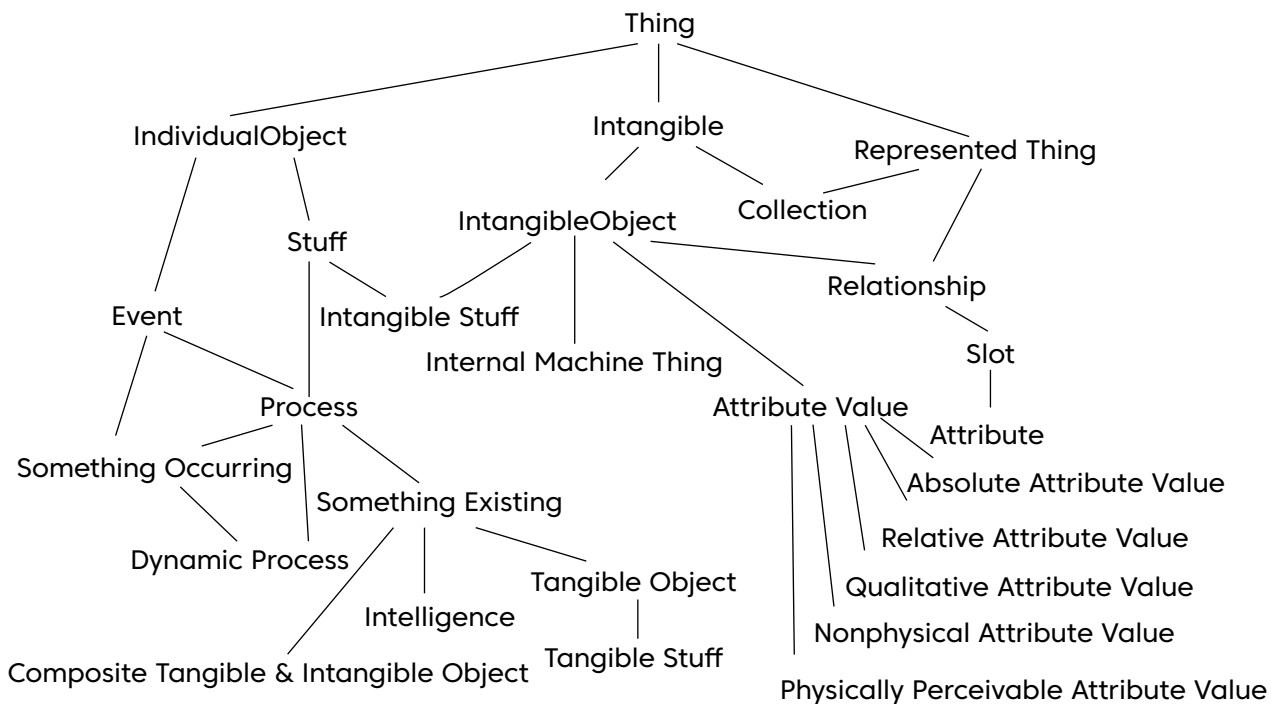 Thing
IndividualObject
Intangible
Represented Thing
Collection
IntangibleObject
Stuff
Relationship
Event
Intangible Stuff
Internal Machine Thing
Slot
Process
Attribute Value
Attribute
Something Occurring
Absolute Attribute Value
Something Existing
Relative Attribute Value
Dynamic Process
Tangible Object
Qualitative Attribute Value
Intelligence
Nonphysical Attribute Value
Tangible Stuff
Composite Tangible & Intangible Object
Physically Perceivable Attribute Value